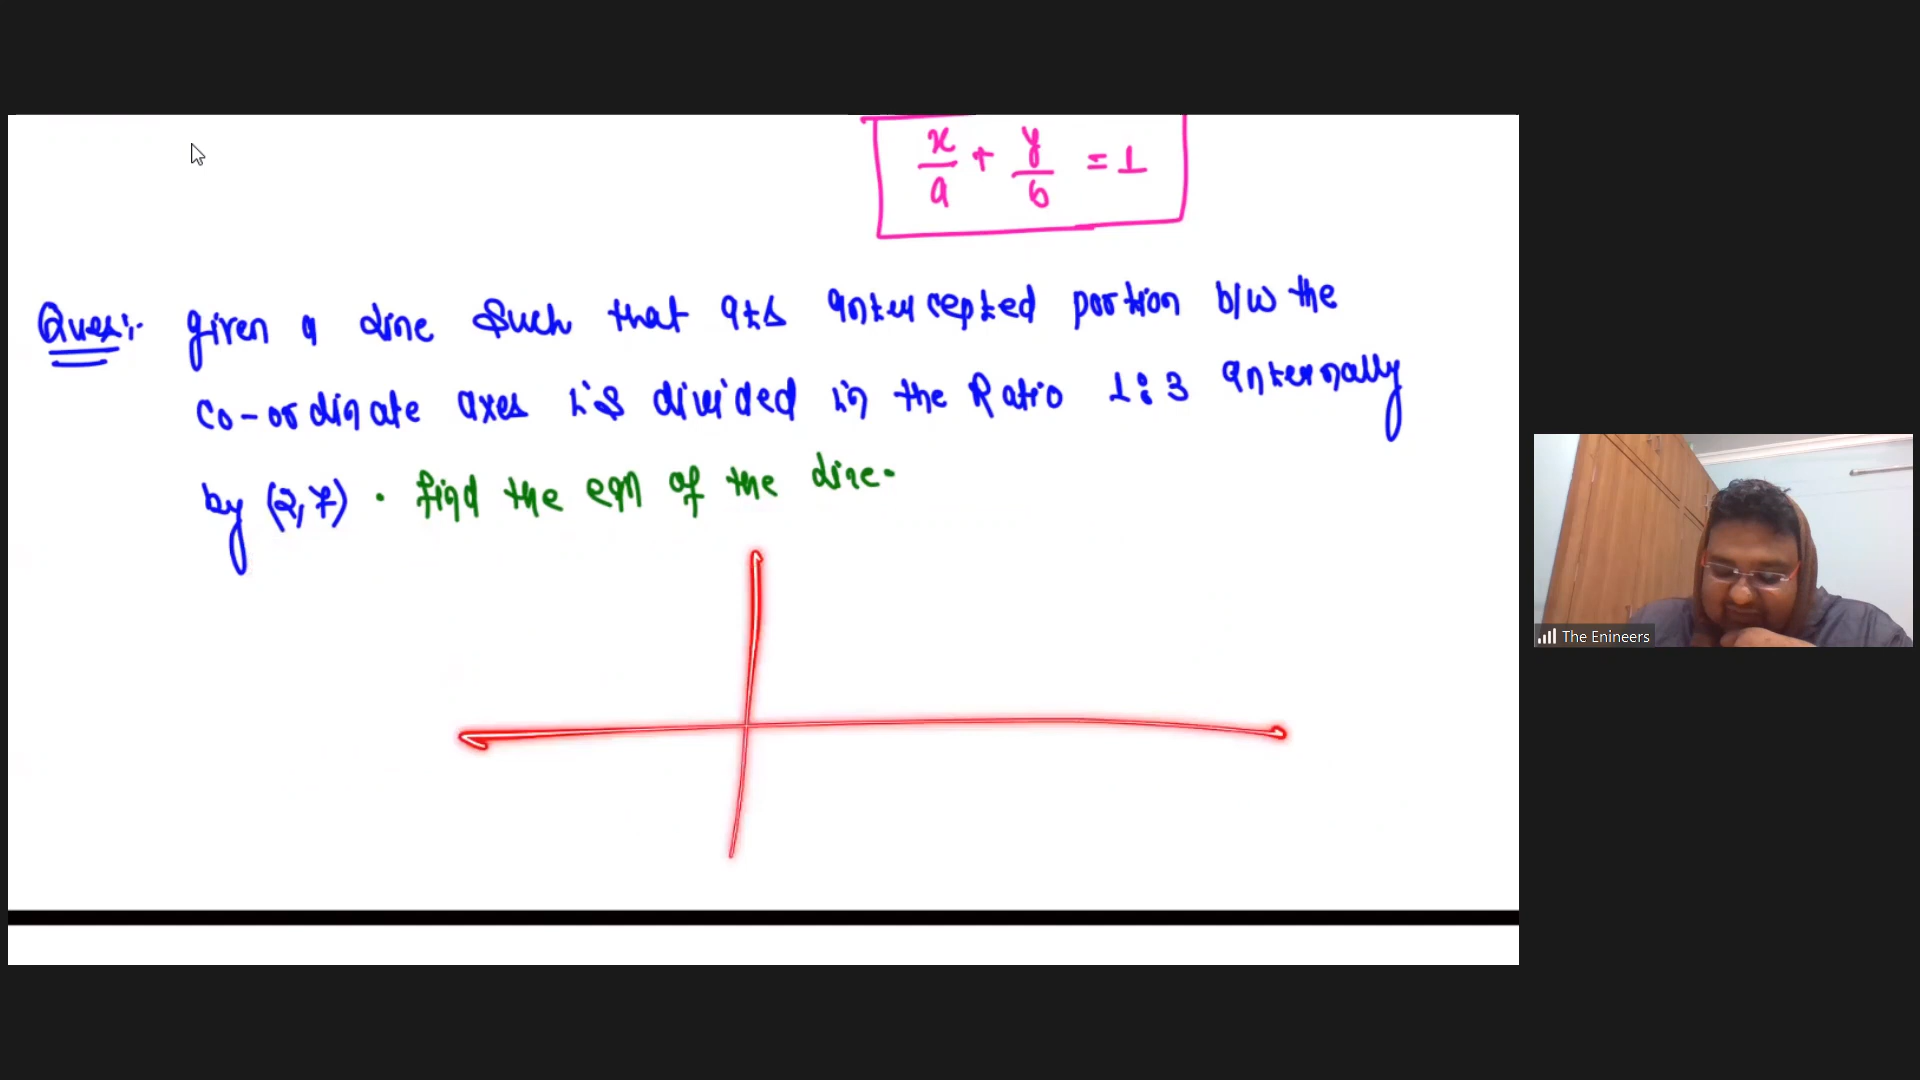 x/a + y/b = 1
Ques:- given a line such that its intercepted portion b/w the
co-ordinate axes is divided in the Ratio 1:3 internally
by (2,7) . find the eqn of the line.
The Enineers